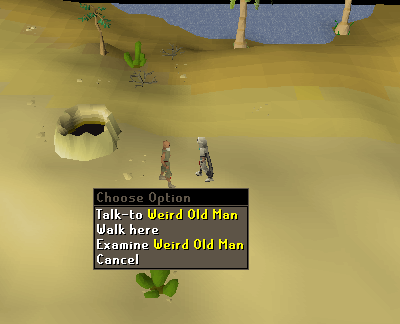 Choose Option
Talk-to Weird Old Man
Walk here
Examine Weird Old Man
Cancel